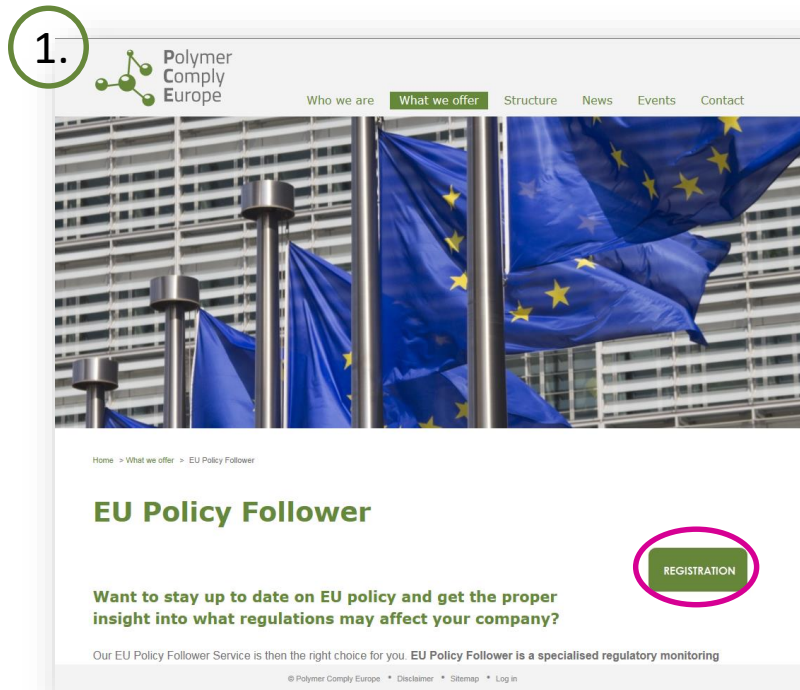 1.
Polymer
Comply
Europe
Who we are What we offer Structure News Events Contact
Home > What we offer > EU Policy Follower
EU Policy Follower
REGISTRATION
Want to stay up to date on EU policy and get the proper
insight into what regulations may affect your company?
Our EU Policy Follower Service is then the right choice for you. EU Policy Follower is a specialised regulatory monitoring
© Polymer Comply Europe • Disclaimer • Sitemap • Log in